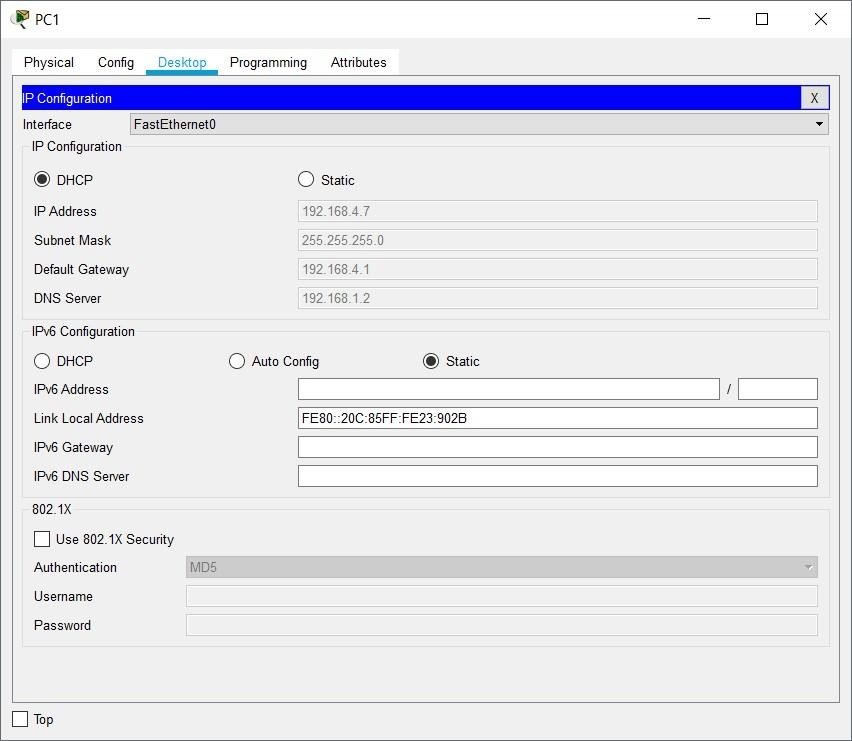 PC1
Physical Config Desktop Programming Attributes
IP Configuration X
Interface FastEthernet0
IP Configuration
DHCP Static
IP Address 192.168.4.7
Subnet Mask 255.255.255.0
Default Gateway 192.168.4.1
DNS Server 192.168.1.2
IPv6 Configuration
DHCP Auto Config Static
IPv6 Address /
Link Local Address FE80::20C:85FF:FE23:902B
IPv6 Gateway
IPv6 DNS Server
802.1X
Use 802.1X Security
Authentication MD5
Username
Password
Top